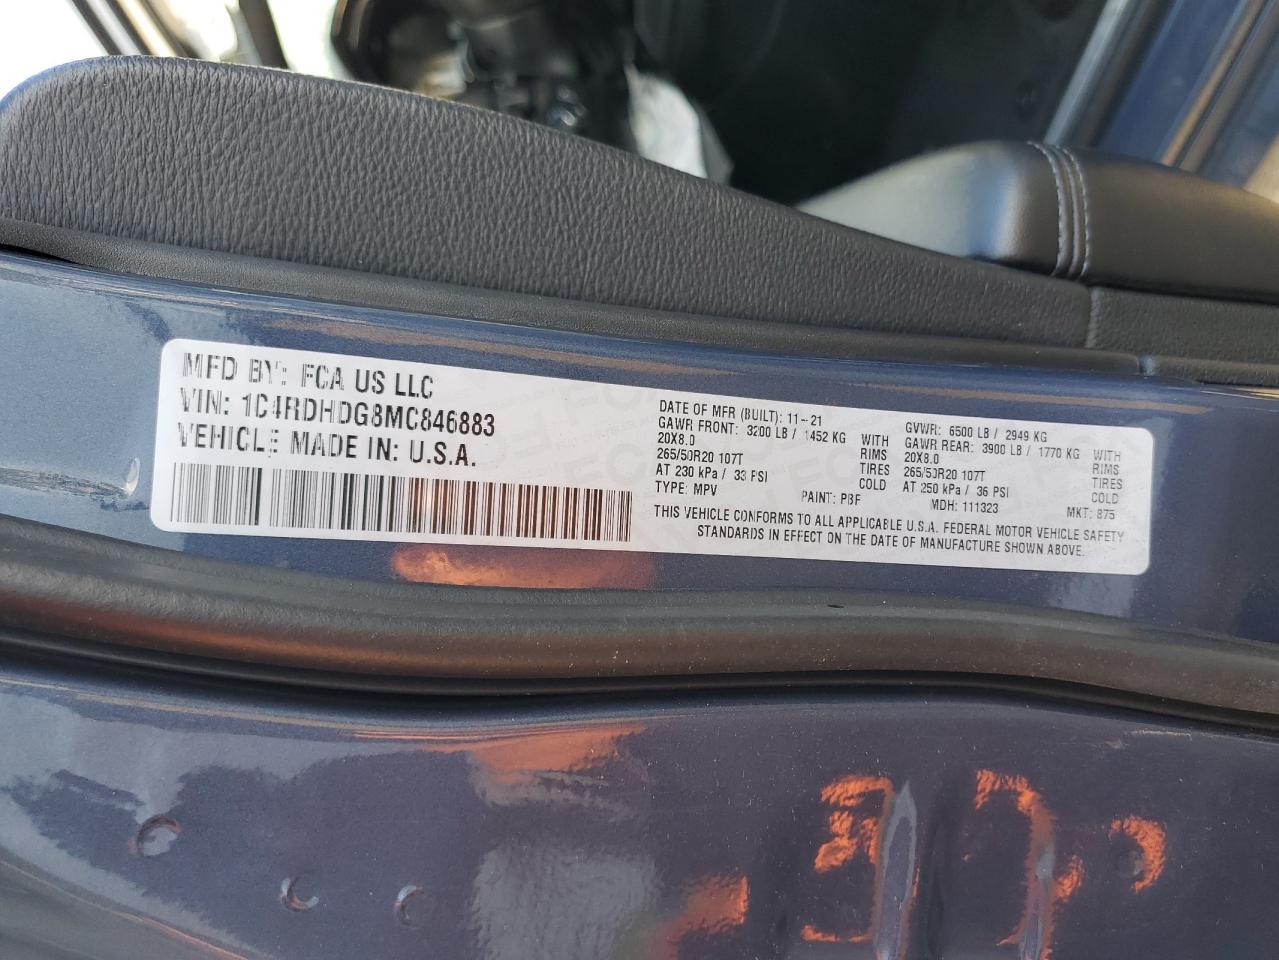 MFD BY: FCA US LLC
VIN: 1C4RDHDG8MC846883
VEHICLE MADE IN: U.S.A.
DATE OF MFR (BUILT): 11-21
GAWR FRONT: 3200 LB / 1452 KG WITH
20X8.0 RIMS
265/50R20 107T TIRES
AT 230 kPa / 33 PSI COLD
TYPE: MPV PAINT: PBF
GVWR: 6500 LB / 2949 KG
GAWR REAR: 3900 LB / 1770 KG WITH
20X8.0 RIMS
265/50R20 107T TIRES
AT 250 kPa / 36 PSI COLD
MDH: 111323 MKT: 875
THIS VEHICLE CONFORMS TO ALL APPLICABLE U.S.A. FEDERAL MOTOR VEHICLE SAFETY
STANDARDS IN EFFECT ON THE DATE OF MANUFACTURE SHOWN ABOVE.